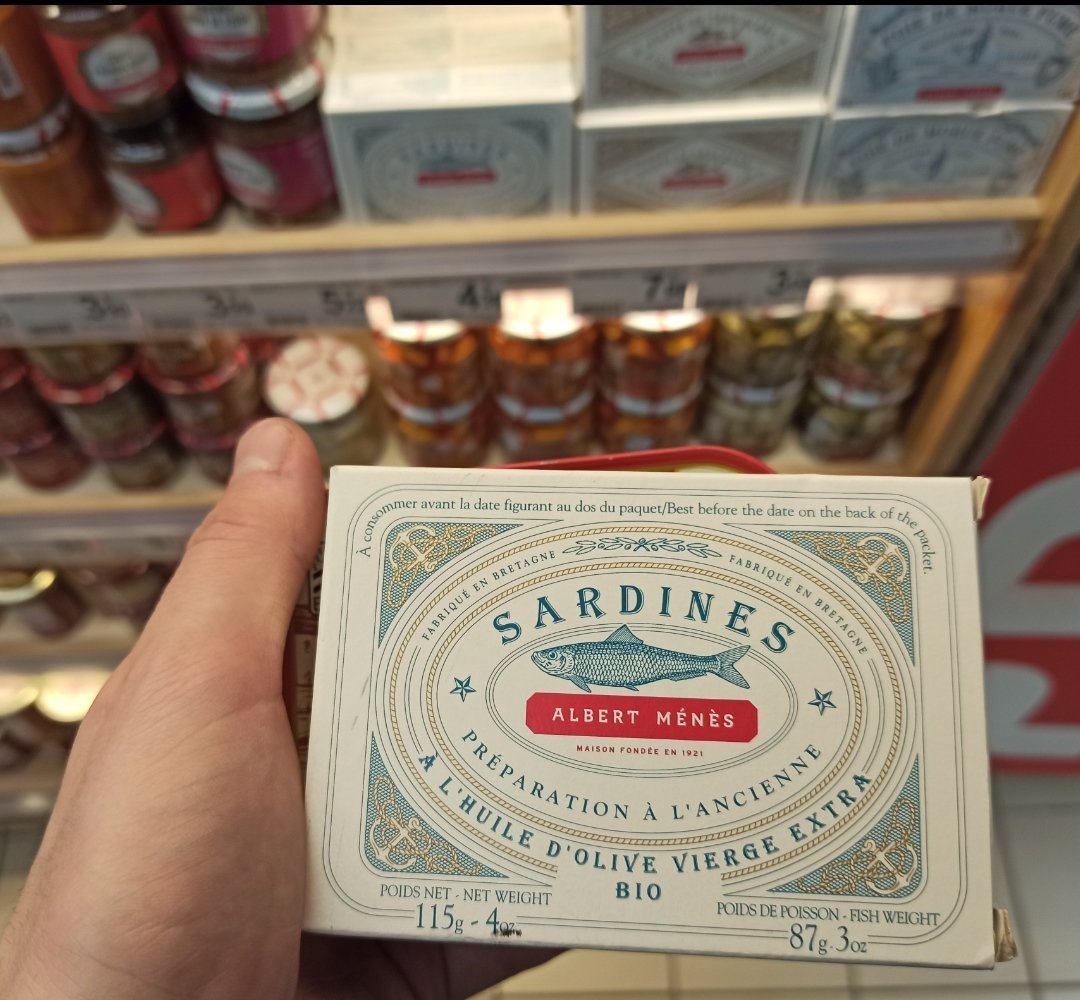 A consommer avant la date figurant au dos du paquet/Best before the date on the back of the packet.
FABRIQUÉ EN BRETAGNE
FABRIQUÉ EN BRETAGNE
SARDINES
ALBERT MÉNÈS
MAISON FONDÉE EN 1921
PRÉPARATION À L'ANCIENNE
À L'HUILE D'OLIVE VIERGE EXTRA
BIO
POIDS NET - NET WEIGHT
115g - 4oz
POIDS DE POISSON - FISH WEIGHT
87g-3oz